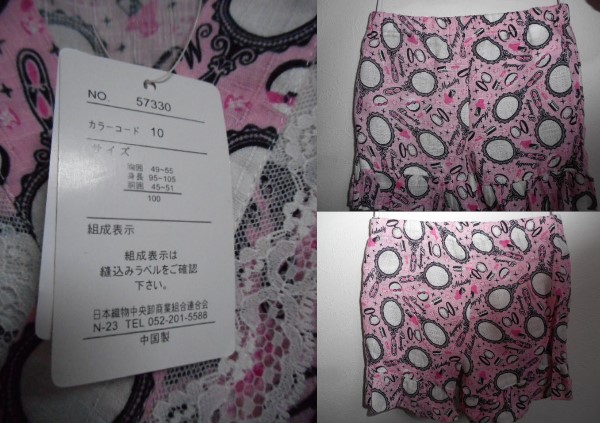 NO. 57330
カラーコード 10
サイズ
胸囲 49-55
身長 95-105
胴囲 45-51
100
組成表示
組成表示は
縫込みラベルをご確認
下さい。
日本織物中央卸商業組合連合会
N-23 TEL 052-201-5588
中国製